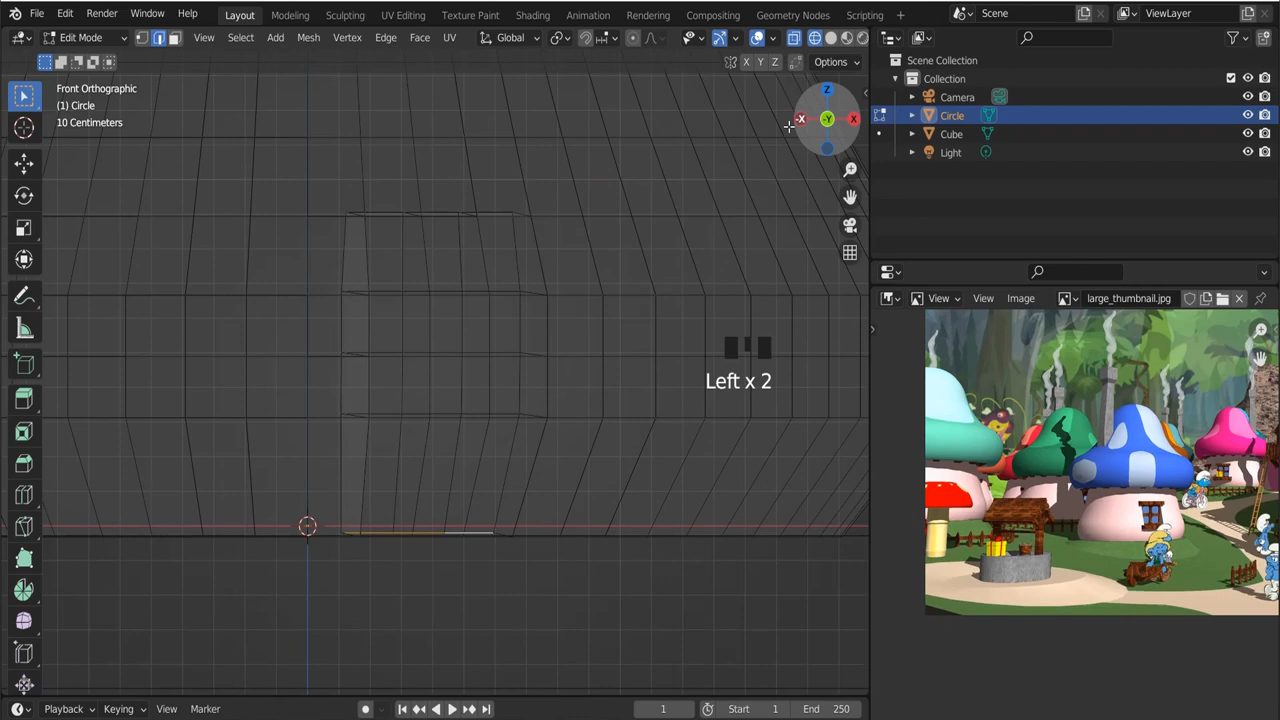 File Edit Render Window Help Layout Modeling Sculpting UV Editing Texture Paint Shading Animation Rendering Compositing Geometry Nodes Scripting + Scene ViewLayer
Edit Mode View Select Add Mesh Vertex Edge Face UV Global
X Y Z Options
Front Orthographic
(1) Circle
10 Centimeters
Z
-X -Y X
Left x 2
Scene Collection
Collection
Camera
Circle
Cube
Light
View View Image large_thumbnail.jpg
Playback Keying View Marker 1 Start 1 End 250